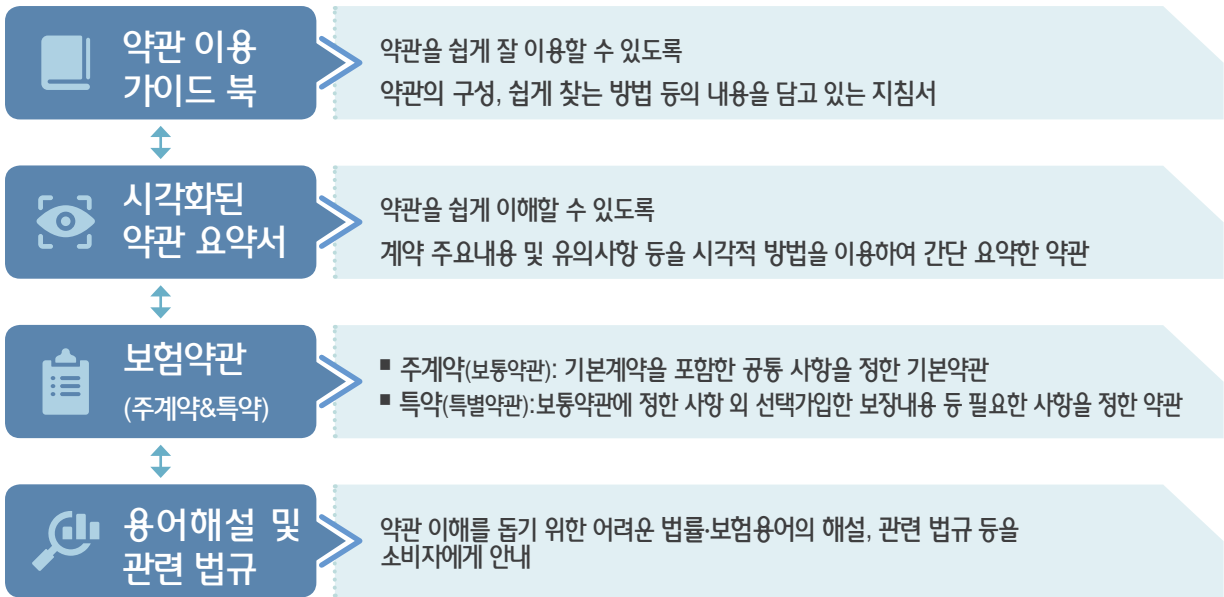 약관 이용
가이드 북
약관을 쉽게 잘 이용할 수 있도록
약관의 구성, 쉽게 찾는 방법 등의 내용을 담고 있는 지침서
시각화된
약관 요약서
약관을 쉽게 이해할 수 있도록
계약 주요내용 및 유의사항 등을 시각적 방법을 이용하여 간단 요약한 약관
보험약관
(주계약&특약)
▪ 주계약(보통약관): 기본계약을 포함한 공통 사항을 정한 기본약관
▪ 특약(특별약관):보통약관에 정한 사항 외 선택가입한 보장내용 등 필요한 사항을 정한 약관
용어해설 및
관련 법규
약관 이해를 돕기 위한 어려운 법률·보험용어의 해설, 관련 법규 등을
소비자에게 안내